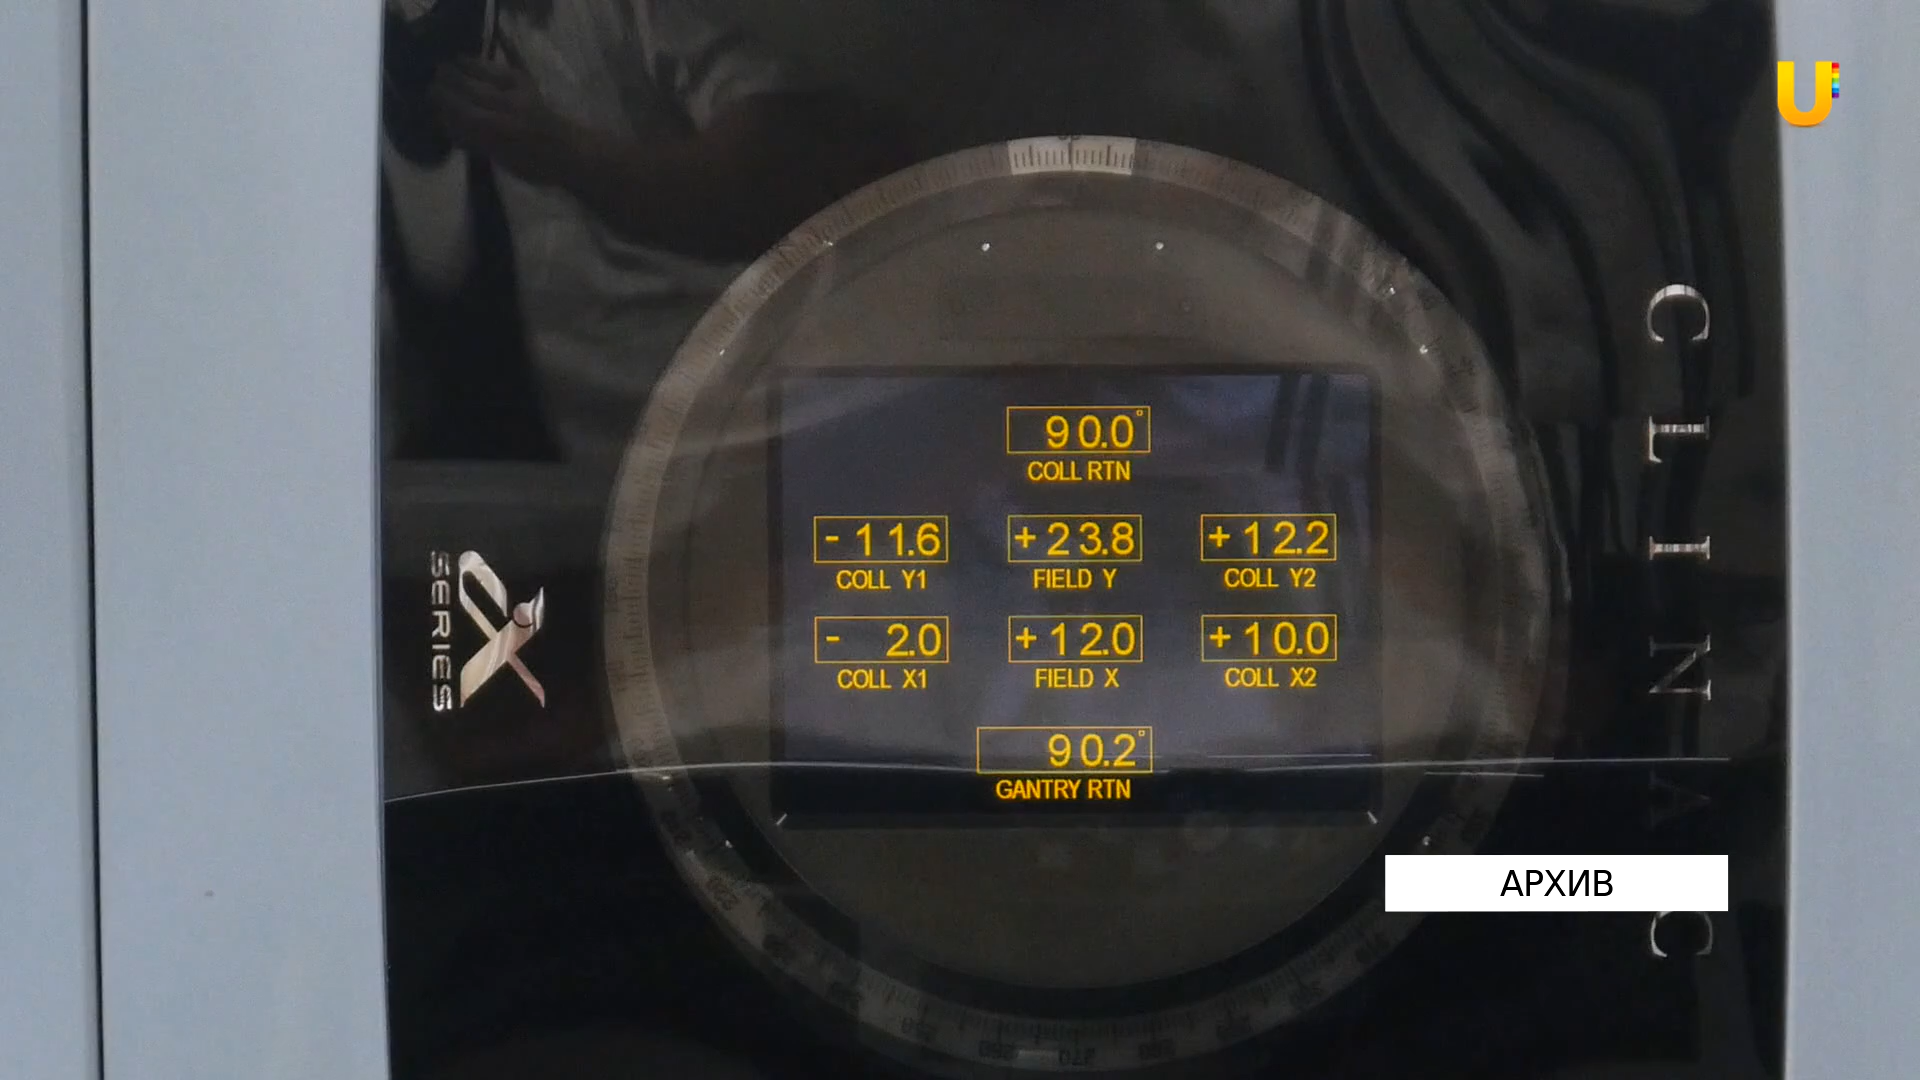 U
90.0°
COLL RTN
-11.6 +23.8 +12.2
COLL Y1 FIELD Y COLL Y2
- 2.0 +12.0 +10.0
COLL X1 FIELD X COLL X2
90.2°
GANTRY RTN
X SERIES
CLINAC
АРХИВ